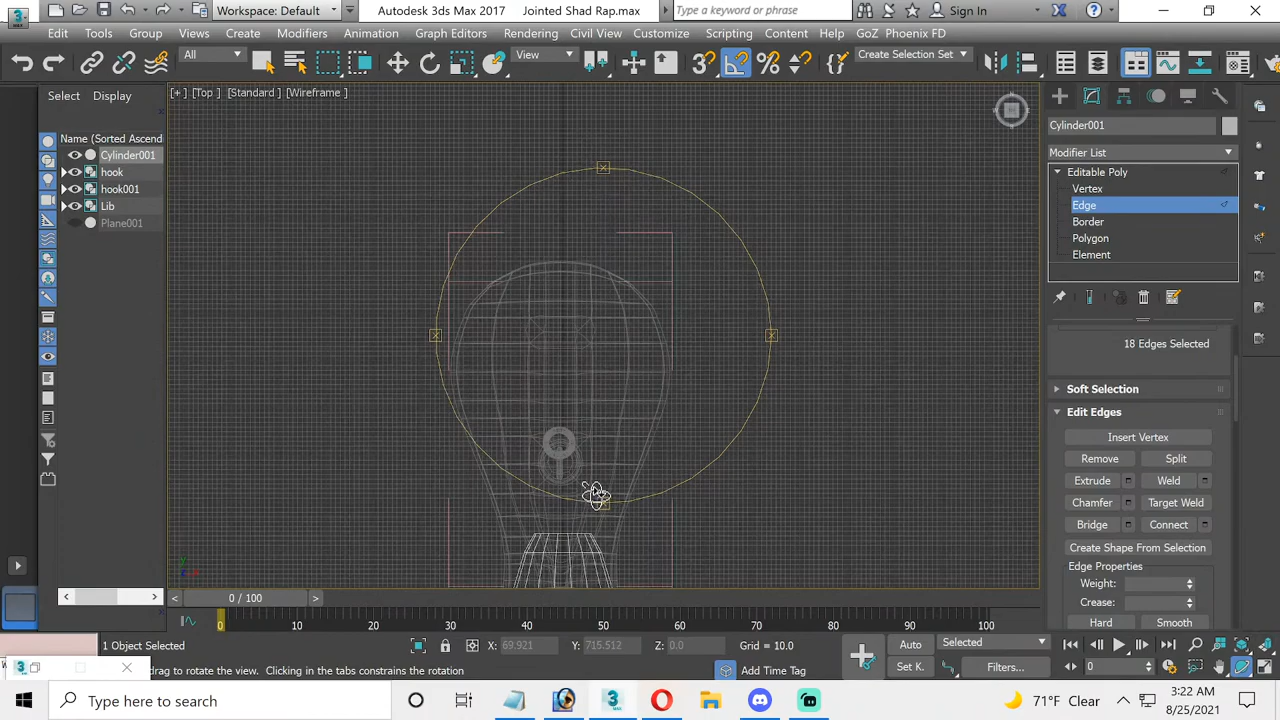 Workspace: Default
Autodesk 3ds Max 2017
Jointed Shad Rap.max
Type a keyword or phrase
Sign In
Edit
Tools
Group
Views
Create
Modifiers
Animation
Graph Editors
Rendering
Civil View
Customize
Scripting
Content
Help
GoZ
Phoenix FD
All
View
3
Create Selection Set
Select
Display
[+] [Top ] [Standard ] [Wireframe ]
Name (Sorted Ascend
Cylinder001
hook
hook001
Lib
Plane001
Cylinder001
Modifier List
Editable Poly
Vertex
Edge
Border
Polygon
Element
18 Edges Selected
Soft Selection
Edit Edges
Insert Vertex
Remove
Split
Extrude
Weld
Chamfer
Target Weld
Bridge
Connect
Create Shape From Selection
Edge Properties
Weight:
Crease:
Hard
Smooth
0 / 100
0
10
20
30
40
50
60
70
80
90
100
1 Object Selected
X: 69.921
Y: 715.512
Z: 0.0
Grid = 10.0
Auto
Selected
drag to rotate the view. Clicking in the tabs constrains the rotation
Add Time Tag
Set K.
Filters...
0
Type here to search
71°F Clear
3:22 AM
8/25/2021